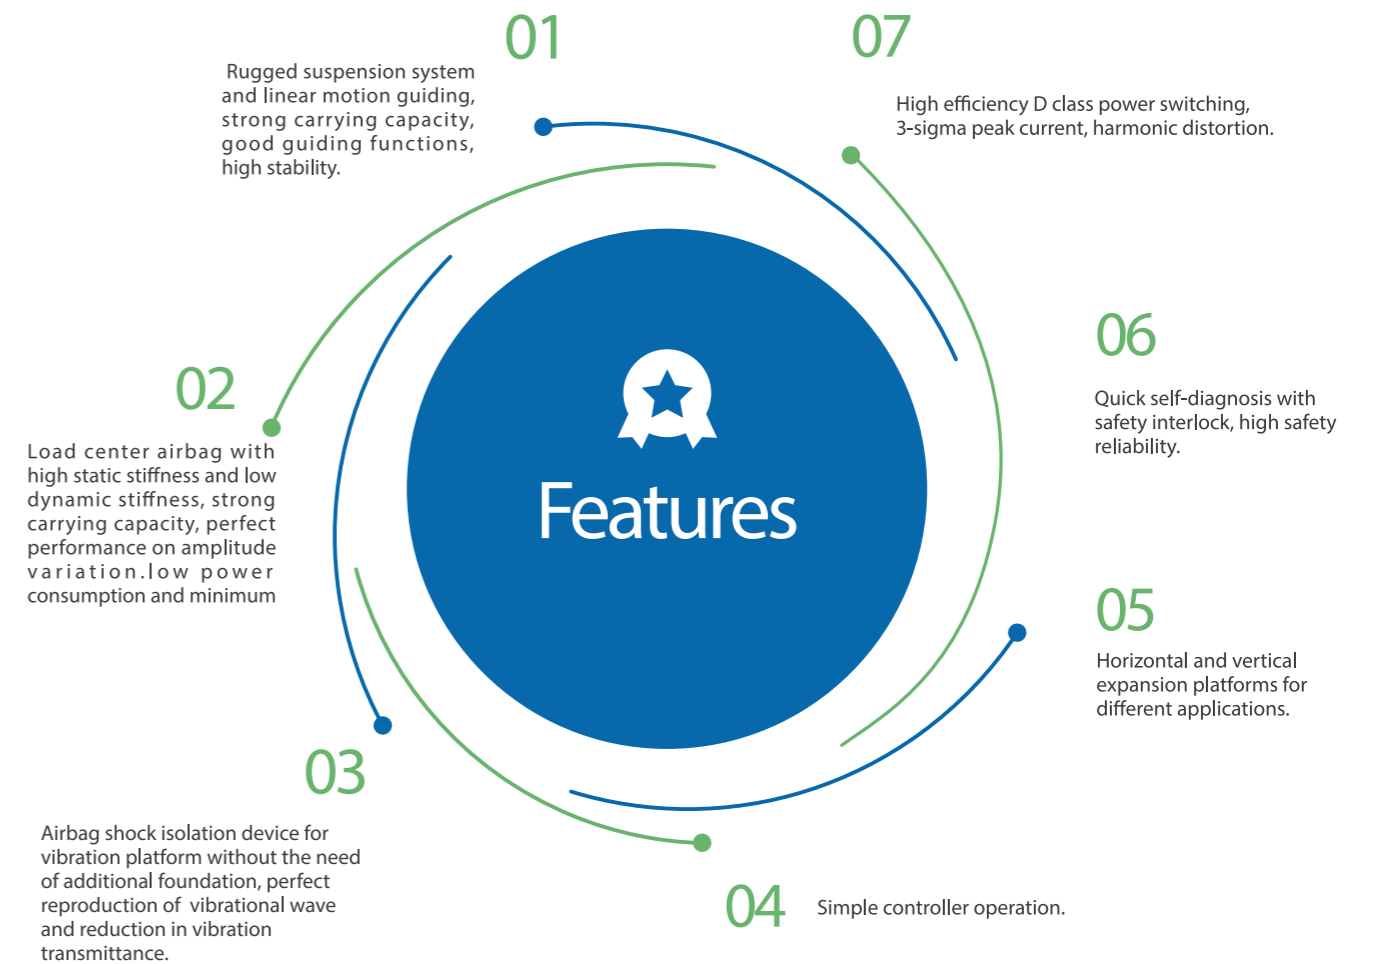 01
Rugged suspension system
and linear motion guiding,
strong carrying capacity,
good guiding functions,
high stability.
02
Load center airbag with
high static stiffness and low
dynamic stiffness, strong
carrying capacity, perfect
performance on amplitude
variation.low power
consumption and minimum
03
Airbag shock isolation device for
vibration platform without the need
of additional foundation, perfect
reproduction of vibrational wave
and reduction in vibration
transmittance.
04
Simple controller operation.
05
Horizontal and vertical
expansion platforms for
different applications.
06
Quick self-diagnosis with
safety interlock, high safety
reliability.
07
High efficiency D class power switching,
3-sigma peak current, harmonic distortion.
Features